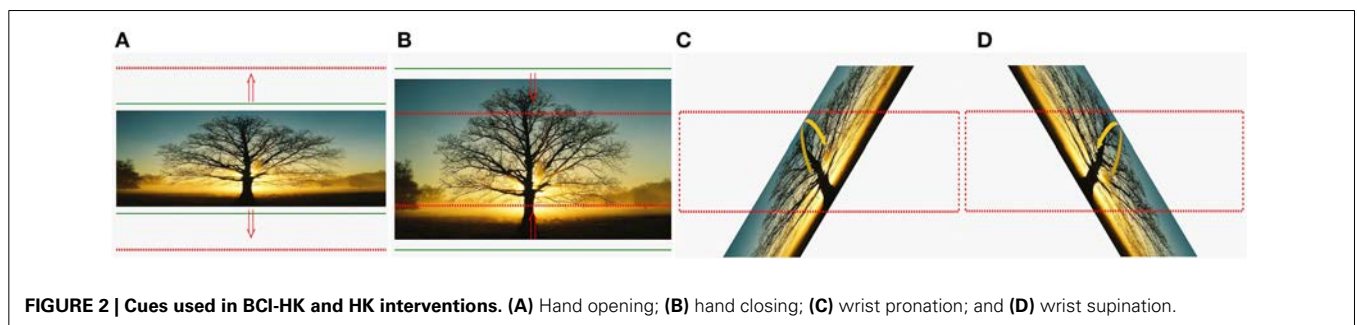 A B C D
FIGURE 2 | Cues used in BCI-HK and HK interventions. (A) Hand opening; (B) hand closing; (C) wrist pronation; and (D) wrist supination.